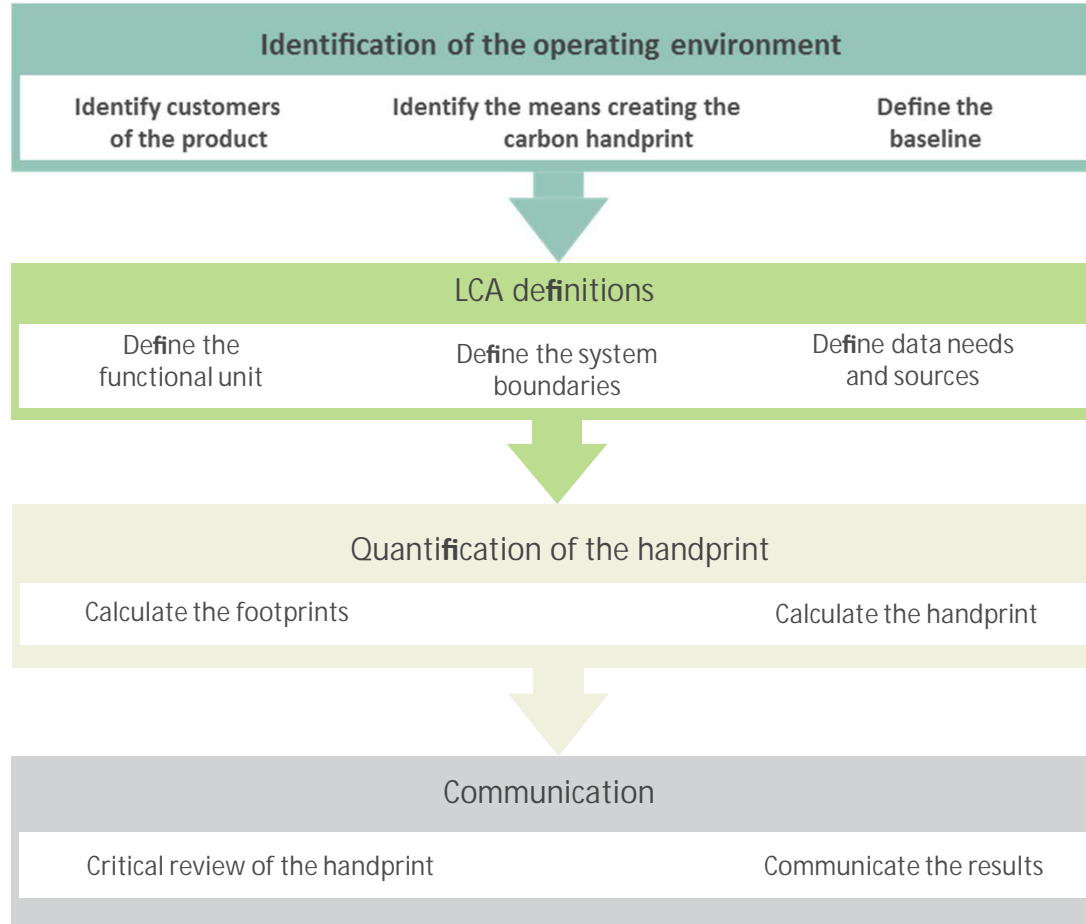 Identification of the operating environment
Identify customers
of the product
Identify the means creating the
carbon handprint
Define the
baseline
LCA definitions
Define the
functional unit
Define the system
boundaries
Define data needs
and sources
Quantification of the handprint
Calculate the footprints
Calculate the handprint
Communication
Critical review of the handprint
Communicate the results